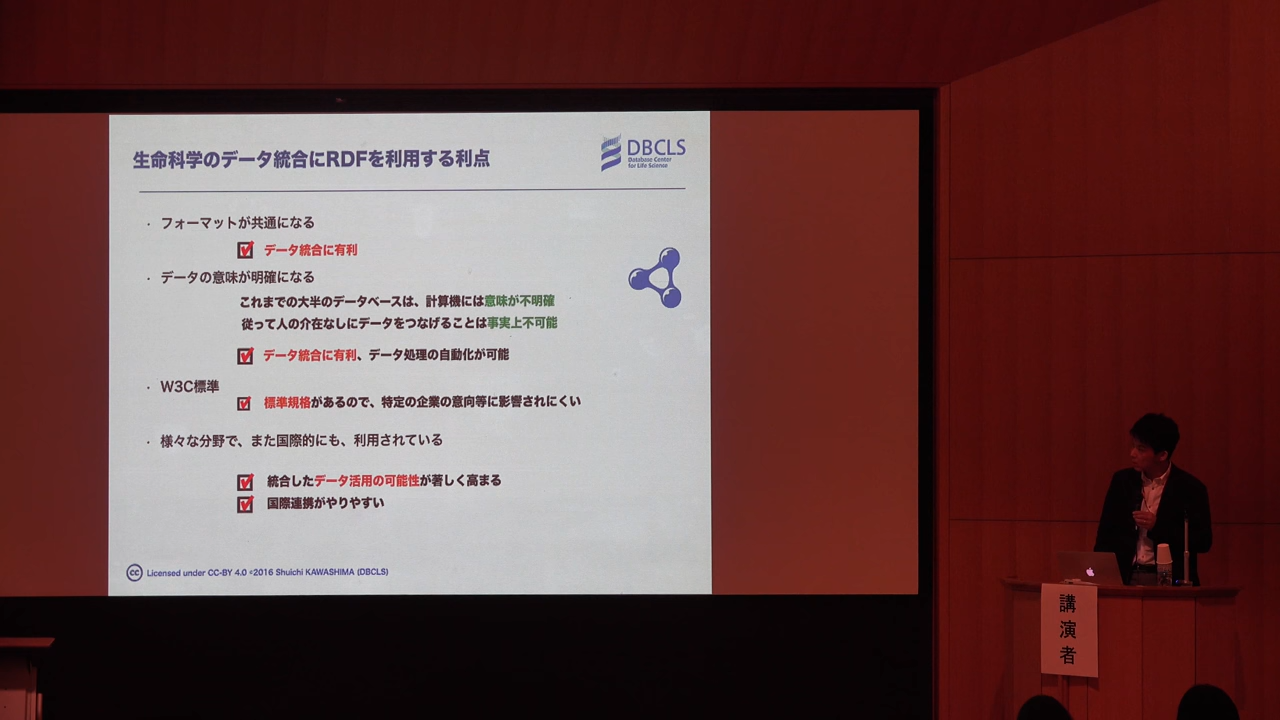 生命科学のデータ統合にRDFを利用する利点
DBCLS
Database Center
for Life Science
・ フォーマットが共通になる
データ統合に有利
・ データの意味が明確になる
これまでの大半のデータベースは、計算機には意味が不明確
従って人の介在なしにデータをつなげることは事実上不可能
データ統合に有利、データ処理の自動化が可能
・ W3C標準
標準規格があるので、特定の企業の意向等に影響されにくい
・ 様々な分野で、また国際的にも、利用されている
統合したデータ活用の可能性が著しく高まる
国際連携がやりやすい
cc Licensed under CC-BY 4.0 ©2016 Shuichi KAWASHIMA (DBCLS)
講演者